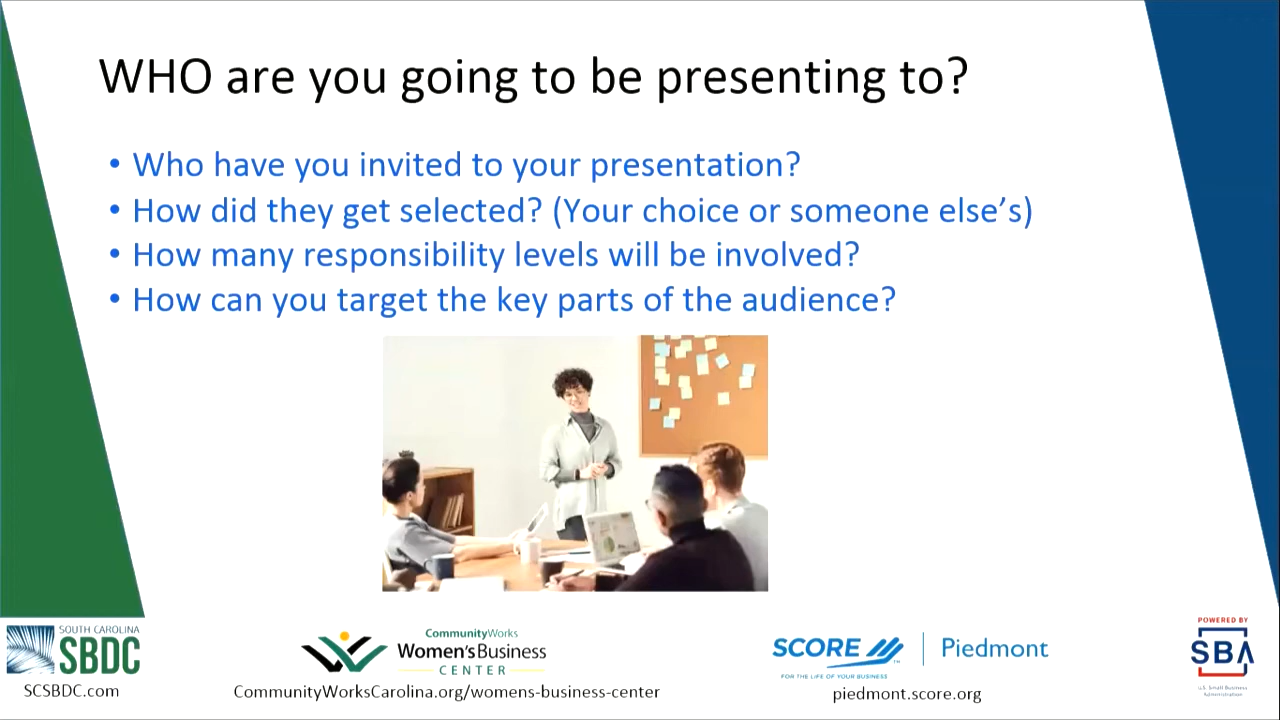 WHO are you going to be presenting to?
• Who have you invited to your presentation?
• How did they get selected? (Your choice or someone else’s)
• How many responsibility levels will be involved?
• How can you target the key parts of the audience?
SOUTH CAROLINA
SBDC
SCSBDC.com
CommunityWorks
Women'sBusiness
CENTER
CommunityWorksCarolina.org/womens-business-center
SCORE
FOR THE LIFE OF YOUR BUSINESS
Piedmont
piedmont.score.org
POWERED BY
SBA
U.S. Small Business
Administration